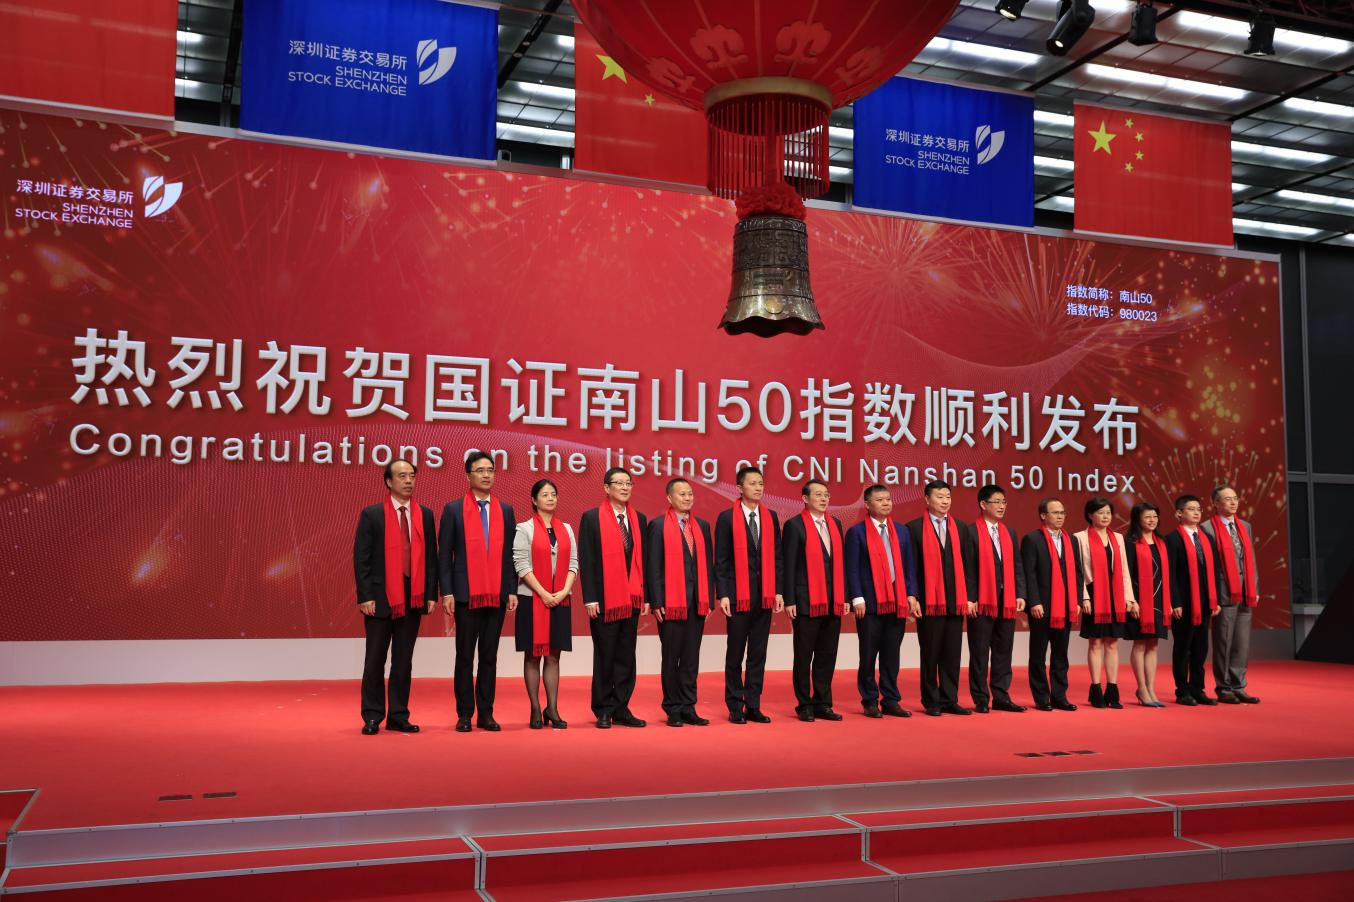 深圳证券交易所
SHENZHEN
STOCK EXCHANGE
深圳证券交易所
SHENZHEN
STOCK EXCHANGE
深圳证券交易所
SHENZHEN
STOCK EXCHANGE
指数简称：南山50
指数代码：980023
热烈祝贺国证南山50指数顺利发布
Congratulations on the listing of CNI Nanshan 50 Index